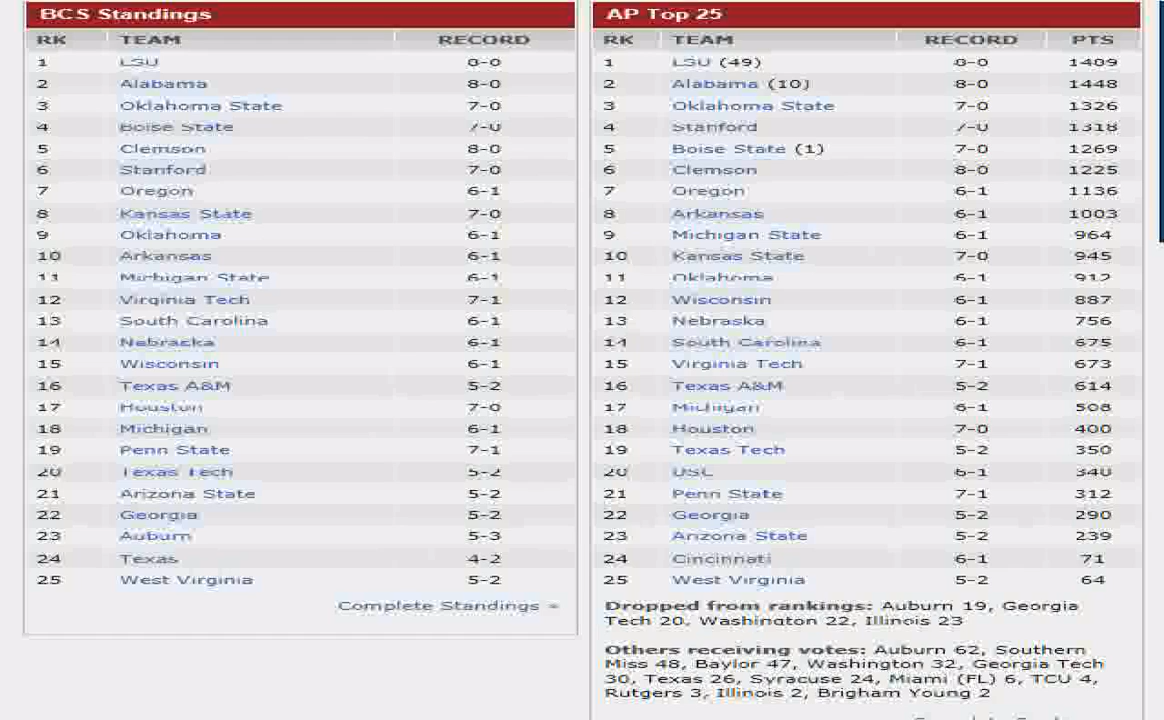 BCS Standings
RK TEAM RECORD
1 LSU 8-0
2 Alabama 8-0
3 Oklahoma State 7-0
4 Boise State 7-0
5 Clemson 8-0
6 Stanford 7-0
7 Oregon 6-1
8 Kansas State 7-0
9 Oklahoma 6-1
10 Arkansas 6-1
11 Michigan State 6-1
12 Virginia Tech 7-1
13 South Carolina 6-1
14 Nebraska 6-1
15 Wisconsin 6-1
16 Texas A&M 5-2
17 Houston 7-0
18 Michigan 6-1
19 Penn State 7-1
20 Texas Tech 5-2
21 Arizona State 5-2
22 Georgia 5-2
23 Auburn 5-3
24 Texas 4-2
25 West Virginia 5-2
Complete Standings »
AP Top 25
RK TEAM RECORD PTS
1 LSU (49) 8-0 1489
2 Alabama (10) 8-0 1448
3 Oklahoma State 7-0 1326
4 Stanford 7-0 1318
5 Boise State (1) 7-0 1269
6 Clemson 8-0 1225
7 Oregon 6-1 1136
8 Arkansas 6-1 1003
9 Michigan State 6-1 964
10 Kansas State 7-0 945
11 Oklahoma 6-1 912
12 Wisconsin 6-1 887
13 Nebraska 6-1 756
14 South Carolina 6-1 675
15 Virginia Tech 7-1 673
16 Texas A&M 5-2 614
17 Michigan 6-1 508
18 Houston 7-0 400
19 Texas Tech 5-2 350
20 USC 6-1 340
21 Penn State 7-1 312
22 Georgia 5-2 290
23 Arizona State 5-2 239
24 Cincinnati 6-1 71
25 West Virginia 5-2 64
Dropped from rankings: Auburn 19, Georgia
Tech 20, Washington 22, Illinois 23
Others receiving votes: Auburn 62, Southern
Miss 48, Baylor 47, Washington 32, Georgia Tech
30, Texas 26, Syracuse 24, Miami (FL) 6, TCU 4,
Rutgers 3, Illinois 2, Brigham Young 2